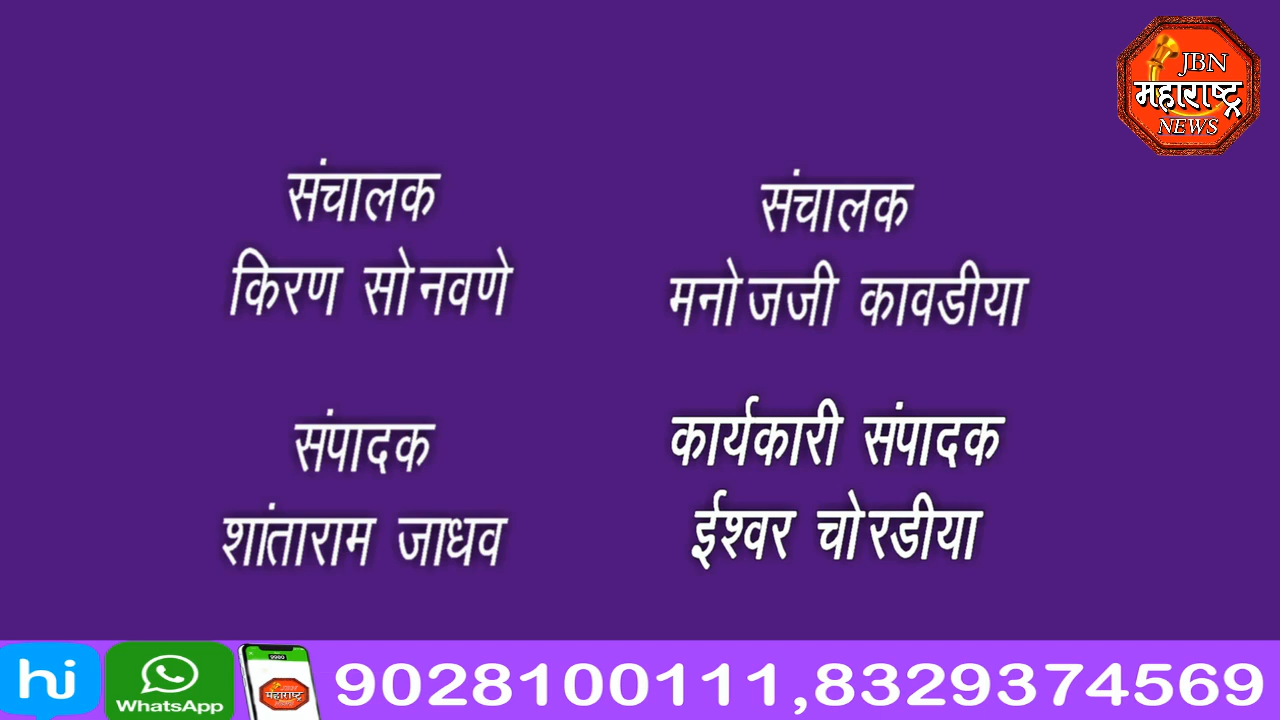 JBN
महाराष्ट्र
NEWS
संचालक
किरण सोनवणे
संचालक
मनोजजी कावडीया
संपादक
शांताराम जाधव
कार्यकारी संपादक
ईश्वर चोरडीया
hi
WhatsApp
महाराष्ट्र
9028100111,8329374569